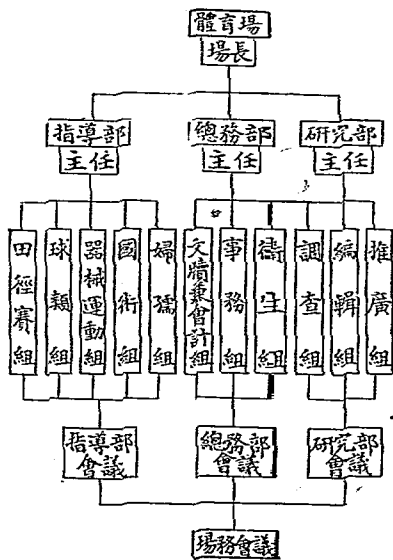 體育場
場長
指導部
主任
總務部
主任
研究部
主任
田徑賽組
球類組
器械運動組
國術組
婦孺組
文牘兼會計組
事務組
衛生組
調查組
編輯組
推廣組
指導部
會議
總務部
會議
研究部
會議
場務會議